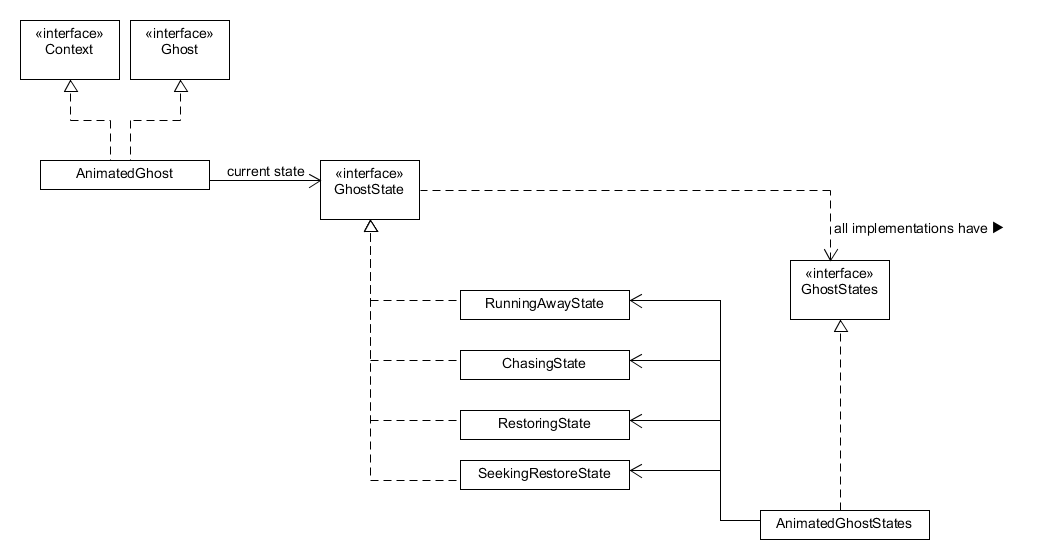 «interface»
Context
«interface»
Ghost
AnimatedGhost
current state
«interface»
GhostState
all implementations have ▶
«interface»
GhostStates
RunningAwayState
ChasingState
RestoringState
SeekingRestoreState
AnimatedGhostStates